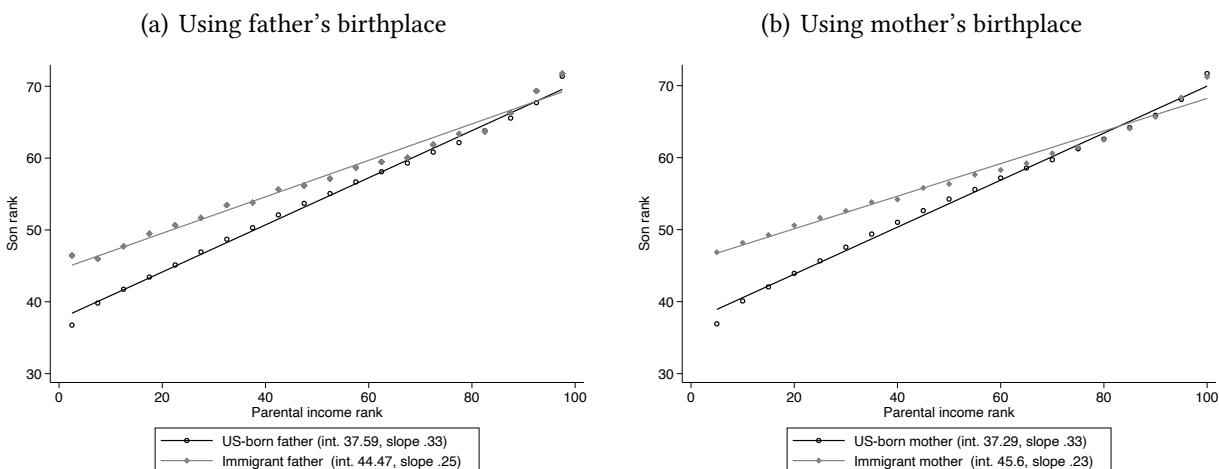 (a) Using father's birthplace
70
60
50
40
30
Son rank
0 20 40 60 80 100
Parental income rank
US-born father (int. 37.59, slope .33)
Immigrant father (int. 44.47, slope .25)
(b) Using mother's birthplace
70
60
50
40
30
Son rank
0 20 40 60 80 100
Parental income rank
US-born mother (int. 37.29, slope .33)
Immigrant mother (int. 45.6, slope .23)